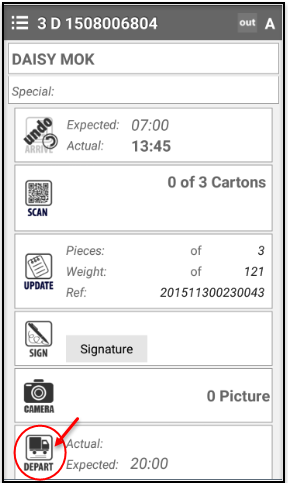 3 D 1508006804 out A
DAISY MOK
Special:
undo
ARRIVE
Expected: 07:00
Actual: 13:45
SCAN
0 of 3 Cartons
UPDATE
Pieces: of 3
Weight: of 121
Ref: 201511300230043
SIGN
Signature
CAMERA
0 Picture
DEPART
Actual:
Expected: 20:00